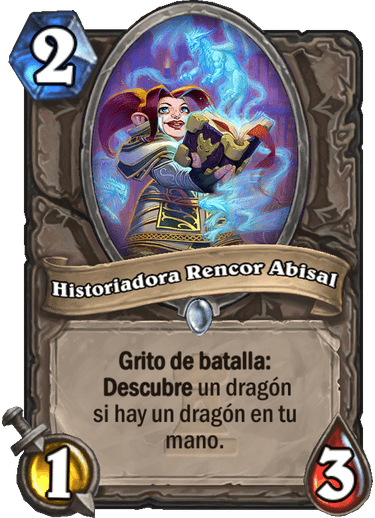 2
Historiadora Rencor Abisal
Grito de batalla:
Descubre un dragón
si hay un dragón en tu
mano.
1
3